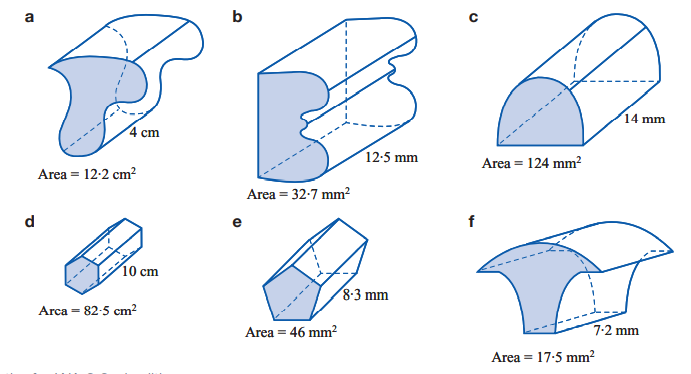 a
b
c
4 cm
12·5 mm
14 mm
Area = 12·2 cm²
Area = 32·7 mm²
Area = 124 mm²
d
e
f
10 cm
8·3 mm
7·2 mm
Area = 82·5 cm²
Area = 46 mm²
Area = 17·5 mm²